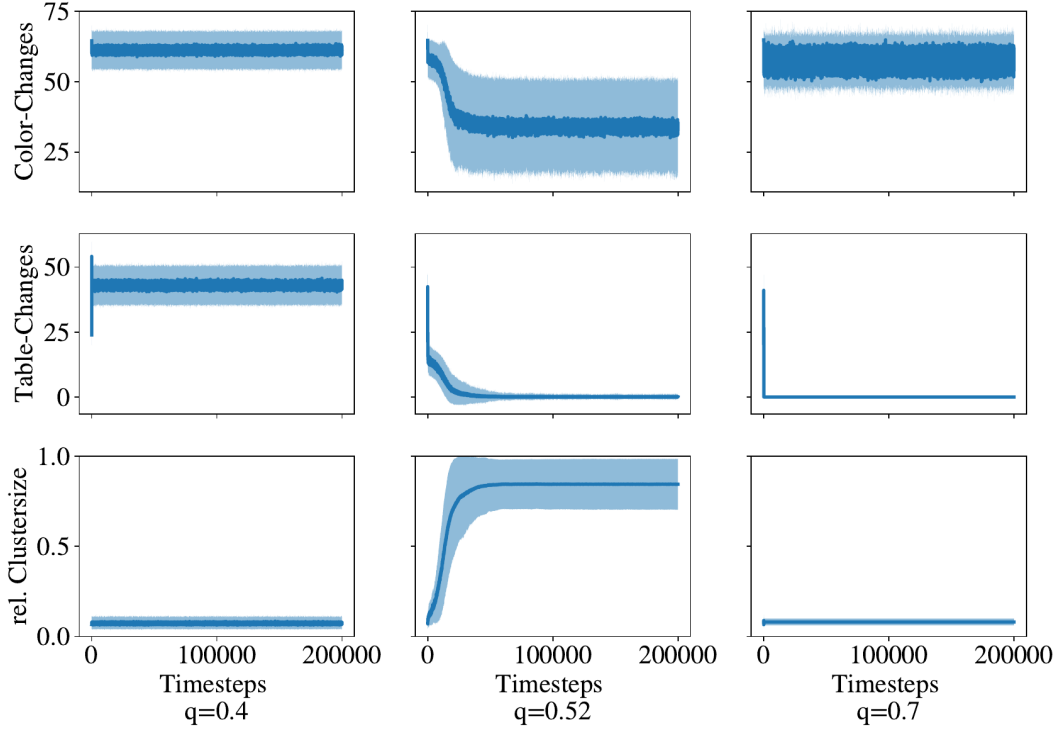 75
50
25
Color-Changes
50
25
0
Table-Changes
1.0
0.5
0.0
rel. Clustersize
0 100000 200000 0 100000 200000 0 100000 200000
Timesteps Timesteps Timesteps
q=0.4 q=0.52 q=0.7